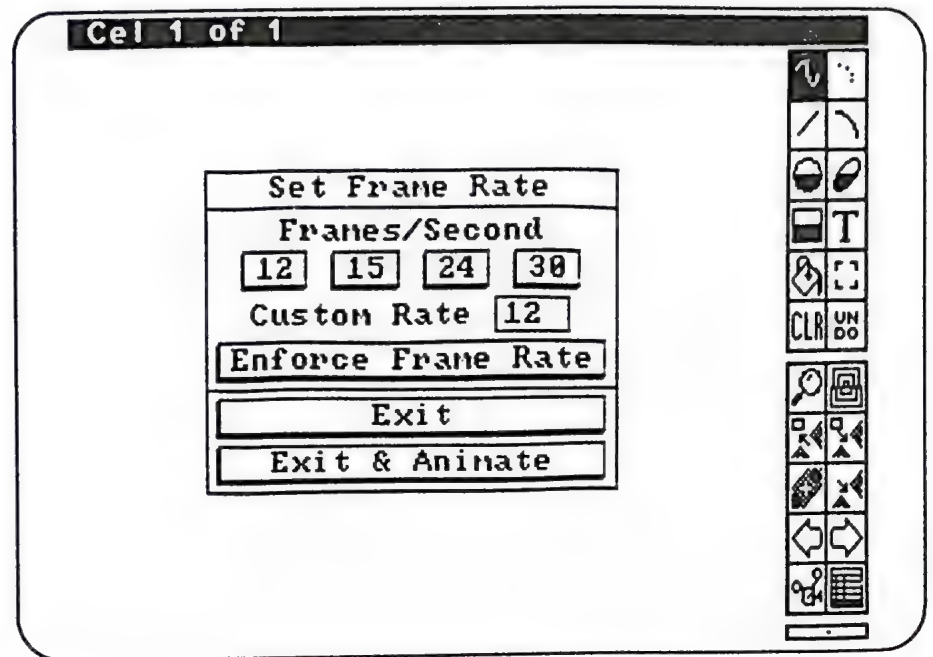 Cel 1 of 1
Set Frame Rate
Frames/Second
12 15 24 30
Custom Rate 12
Enforce Frame Rate
Exit
Exit & Animate
T
CLR UN
DO